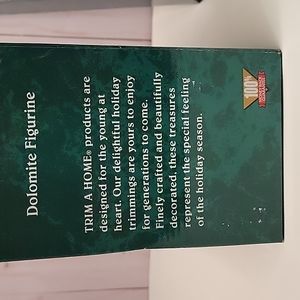 Dolomite Figurine
TRIM A HOME® products are
designed for the young at
heart. Our delightful holiday
trimmings are yours to enjoy
for generations to come.
Finely crafted and beautifully
decorated, these treasures
represent the special feeling
of the holiday season.
100%